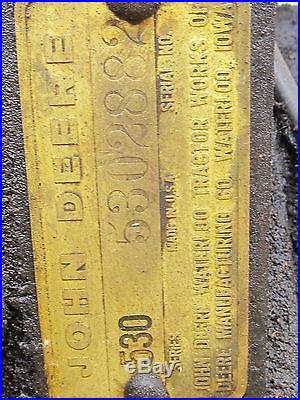 JOHN DEERE
530 5302882
SERIES MADE IN U.S.A. SERIAL NO.
JOHN DEERE WATERLOO TRACTOR WORKS OF
DEERE MANUFACTURING CO. WATERLOO, IOWA